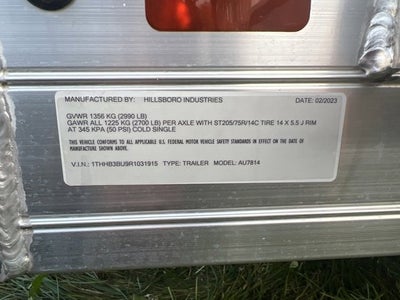 MANUFACTURED BY: HILLSBORO INDUSTRIES DATE: 02/2023
GVWR 1356 KG (2990 LB)
GAWR ALL 1225 KG (2700 LB) PER AXLE WITH ST205/75R/14C TIRE 14 X 5.5 J RIM
AT 345 KPA (50 PSI) COLD SINGLE
THIS VEHICLE CONFORMS TO ALL APPLICABLE U.S. FEDERAL MOTOR VEHICLE SAFETY STANDARDS IN EFFECT ON THE DATE OF
MANUFACTURE SHOWN ABOVE.
V.I.N.: 1THHB3BU9R1031915 TYPE: TRAILER MODEL: AU7814